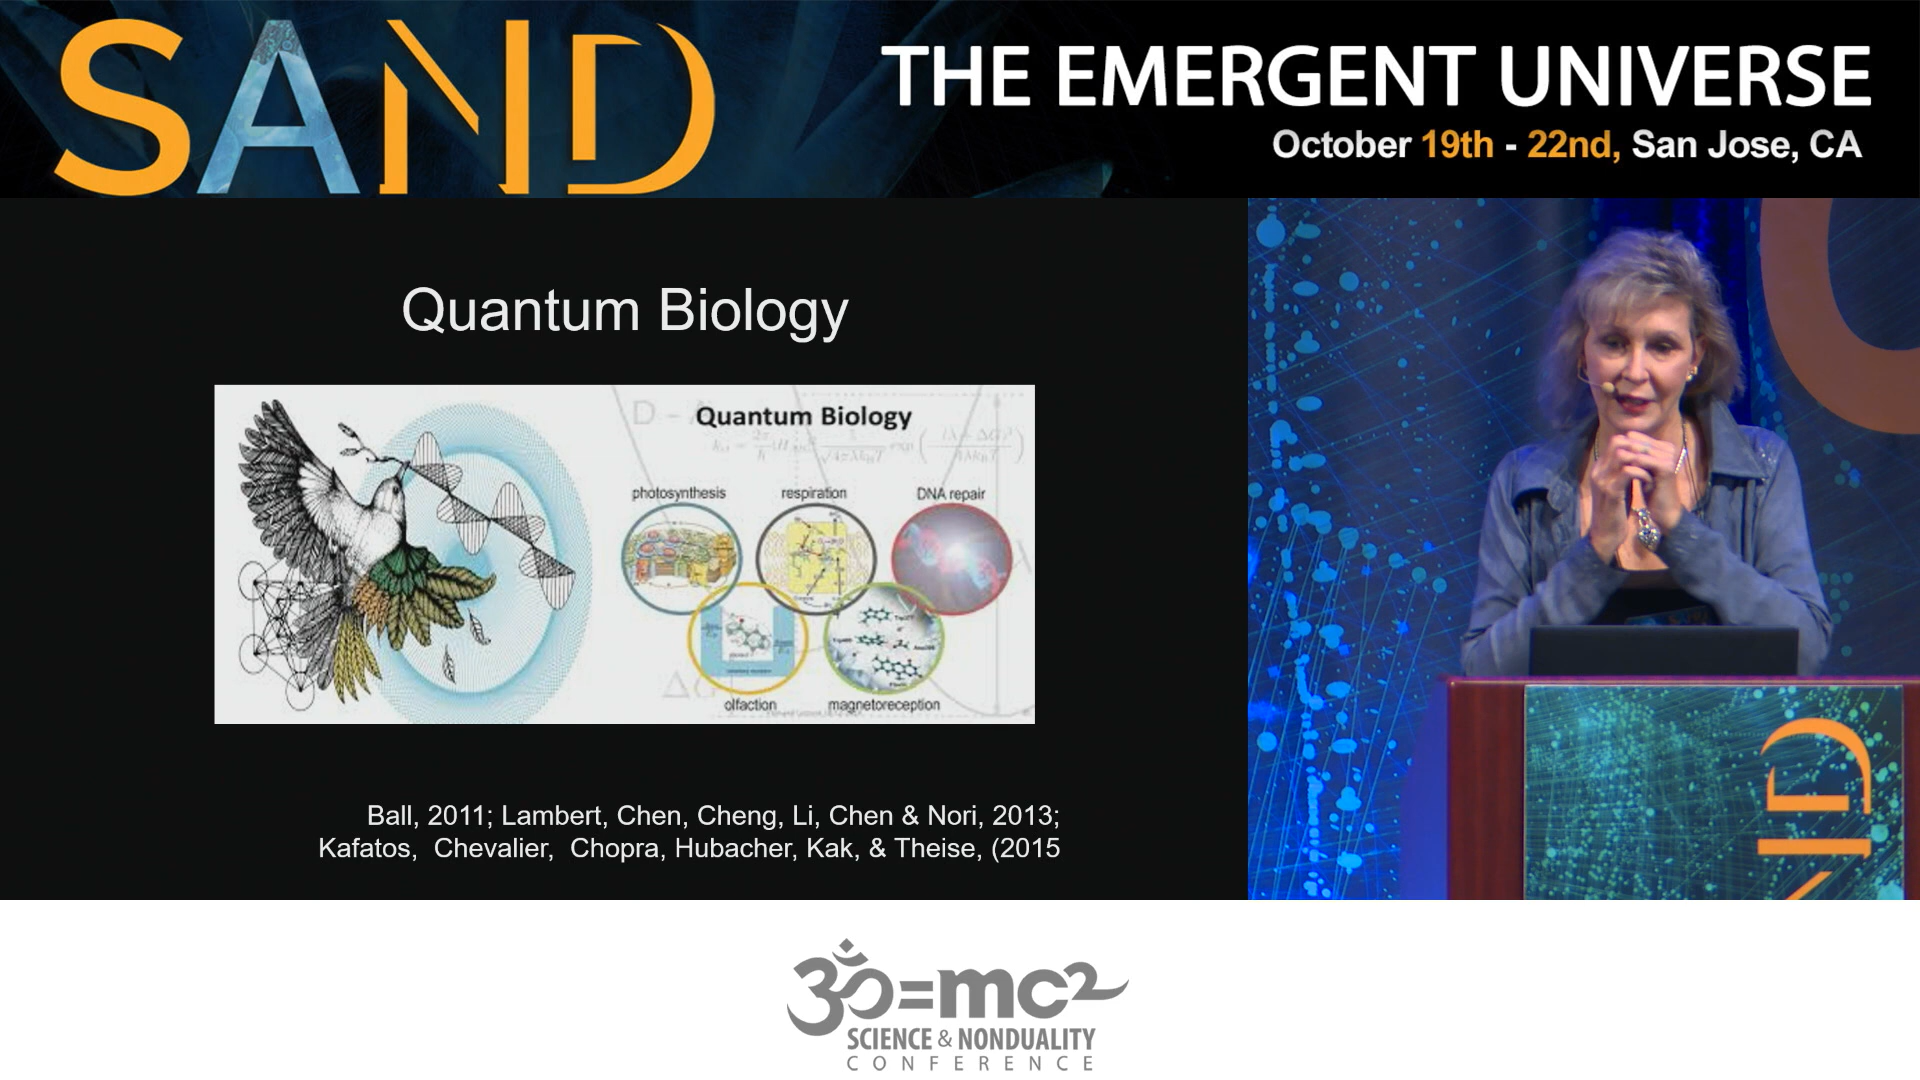 SAND
THE EMERGENT UNIVERSE
October 19th - 22nd, San Jose, CA
Quantum Biology
Quantum Biology
photosynthesis
respiration
DNA repair
olfaction
magnetoreception
Ball, 2011; Lambert, Chen, Cheng, Li, Chen & Nori, 2013;
Kafatos, Chevalier, Chopra, Hubacher, Kak, & Theise, (2015
ND
ॐ=mc2
SCIENCE & NONDUALITY
CONFERENCE